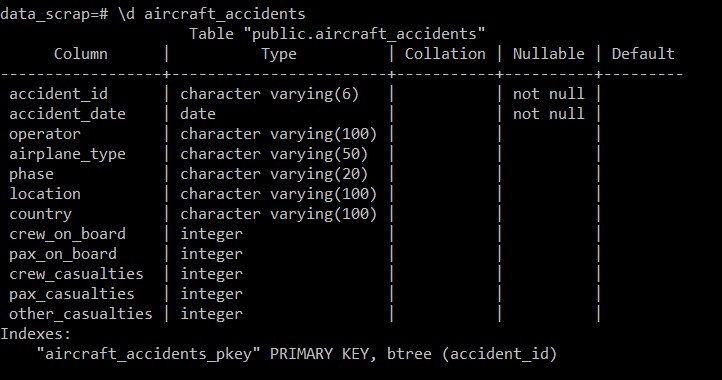 data_scrap=# \d aircraft_accidents
                    Table "public.aircraft_accidents"
      Column      |          Type          | Collation | Nullable | Default
------------------+------------------------+-----------+----------+---------
 accident_id      | character varying(6)   |           | not null |
 accident_date    | date                   |           | not null |
 operator         | character varying(100) |           |          |
 airplane_type    | character varying(50)  |           |          |
 phase            | character varying(20)  |           |          |
 location         | character varying(100) |           |          |
 country          | character varying(100) |           |          |
 crew_on_board    | integer                |           |          |
 pax_on_board     | integer                |           |          |
 crew_casualties  | integer                |           |          |
 pax_casualties   | integer                |           |          |
 other_casualties | integer                |           |          |
Indexes:
    "aircraft_accidents_pkey" PRIMARY KEY, btree (accident_id)